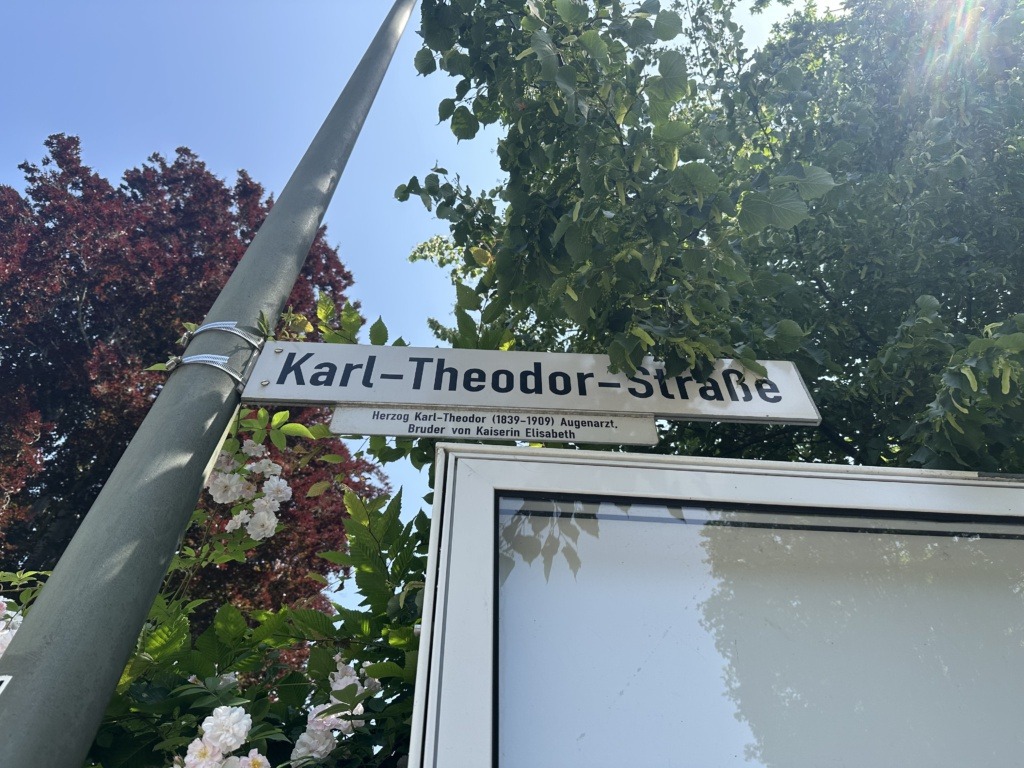 Karl-Theodor-Straße
Herzog Karl-Theodor (1839-1909) Augenarzt,
Bruder von Kaiserin Elisabeth